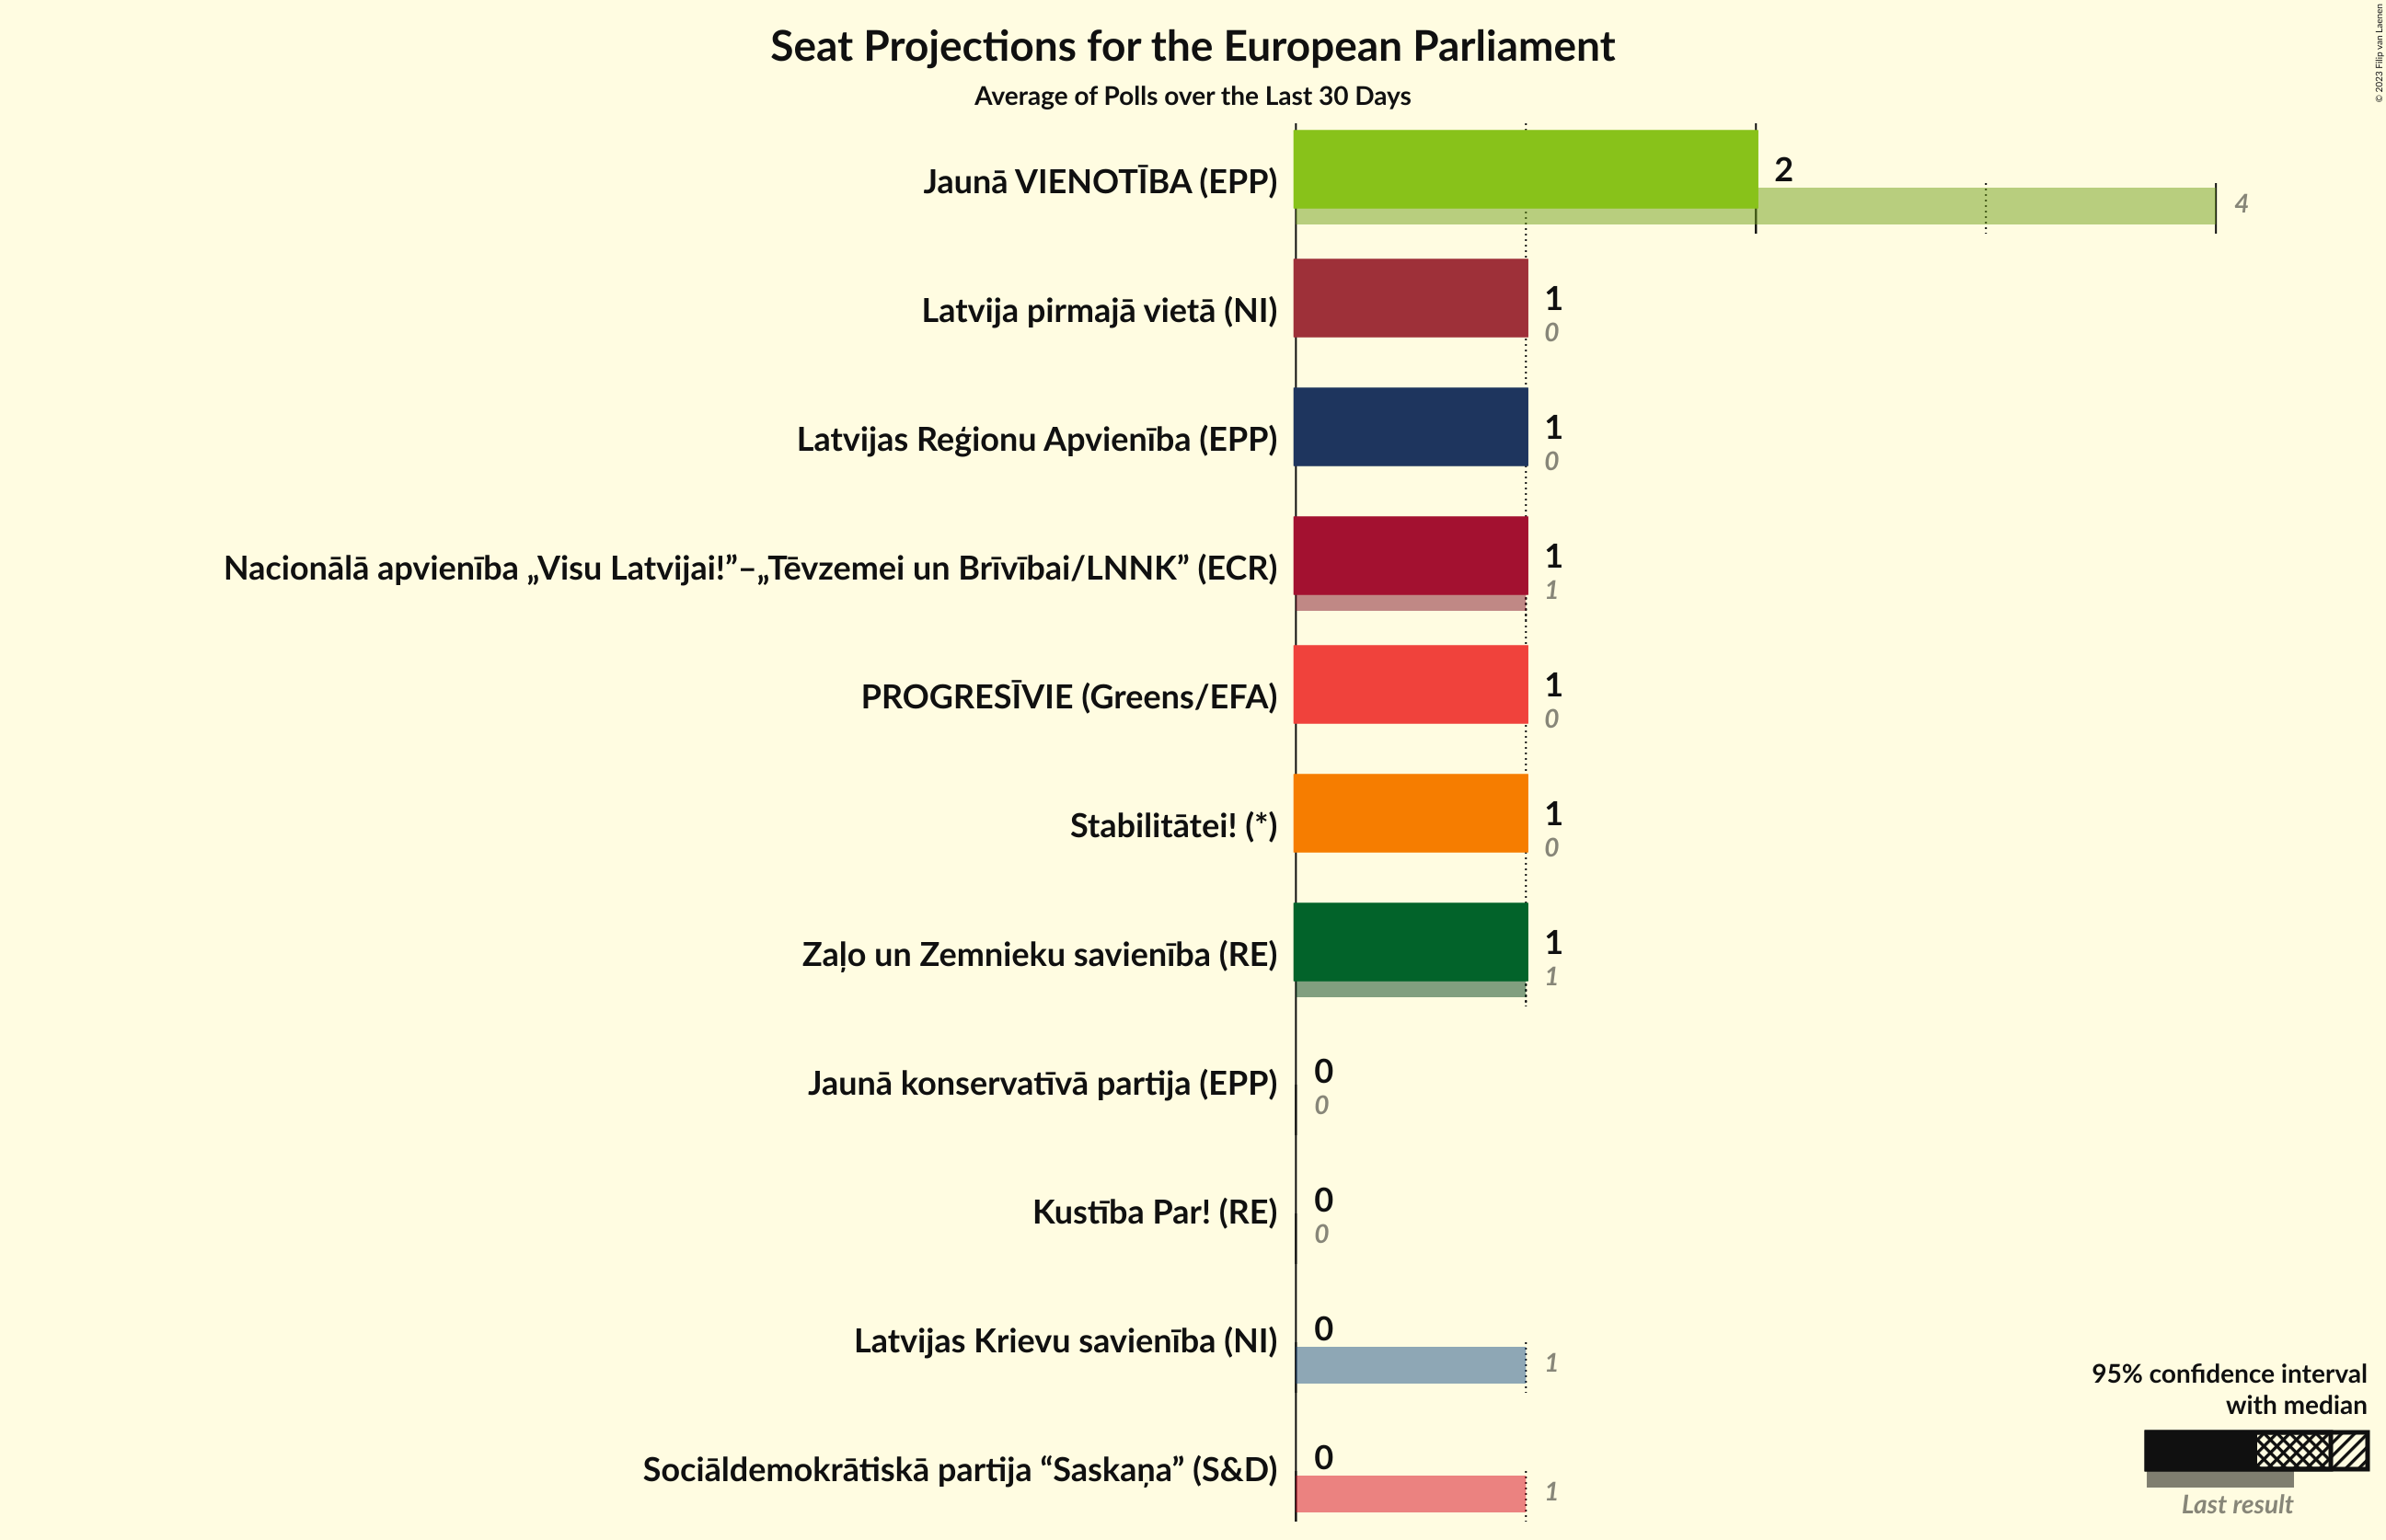 © 2023 Filip van Laenen
Seat Projections for the European Parliament
Average of Polls over the Last 30 Days
Jaunā VIENOTĪBA (EPP)
2
4
Latvija pirmajā vietā (NI)
1
0
Latvijas Reģionu Apvienība (EPP)
1
0
Nacionālā apvienība „Visu Latvijai!”–„Tēvzemei un Brīvībai/LNNK” (ECR)
1
1
PROGRESĪVIE (Greens/EFA)
1
0
Stabilitātei! (*)
1
0
Zaļo un Zemnieku savienība (RE)
1
1
Jaunā konservatīvā partija (EPP)
0
0
Kustība Par! (RE)
0
0
Latvijas Krievu savienība (NI)
0
1
Sociāldemokrātiskā partija “Saskaņa” (S&D)
0
1
95% confidence interval
with median
Last result